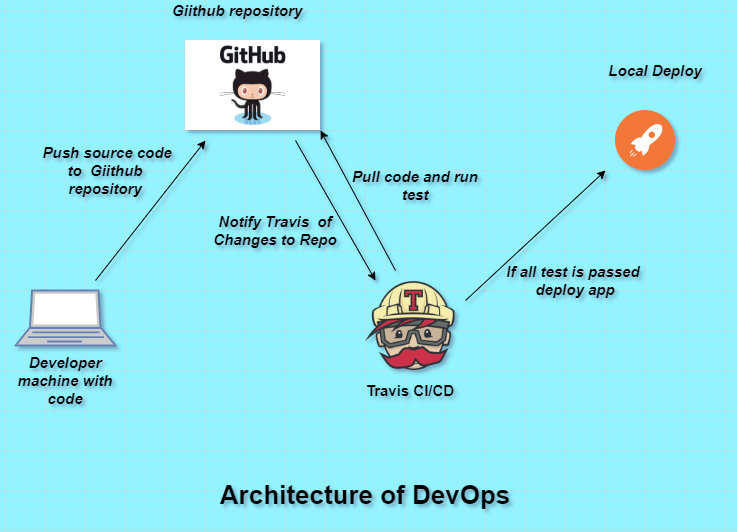 Giithub repository
GitHub
Local Deploy
Push source code
to Giithub
repository
Pull code and run
test
Notify Travis of
Changes to Repo
If all test is passed
deploy app
T
Developer
machine with
code
Travis CI/CD
Architecture of DevOps